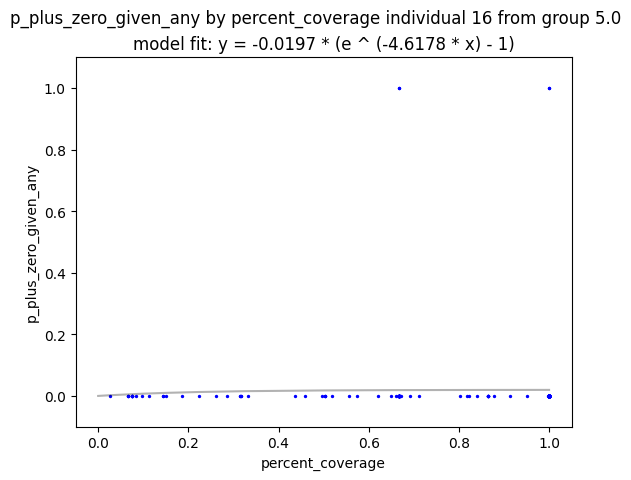 p_plus_zero_given_any by percent_coverage individual 16 from group 5.0
model fit: y = -0.0197 * (e ^ (-4.6178 * x) - 1)
1.0
0.8
0.6
0.4
0.2
0.0
p_plus_zero_given_any
0.0 0.2 0.4 0.6 0.8 1.0
percent_coverage